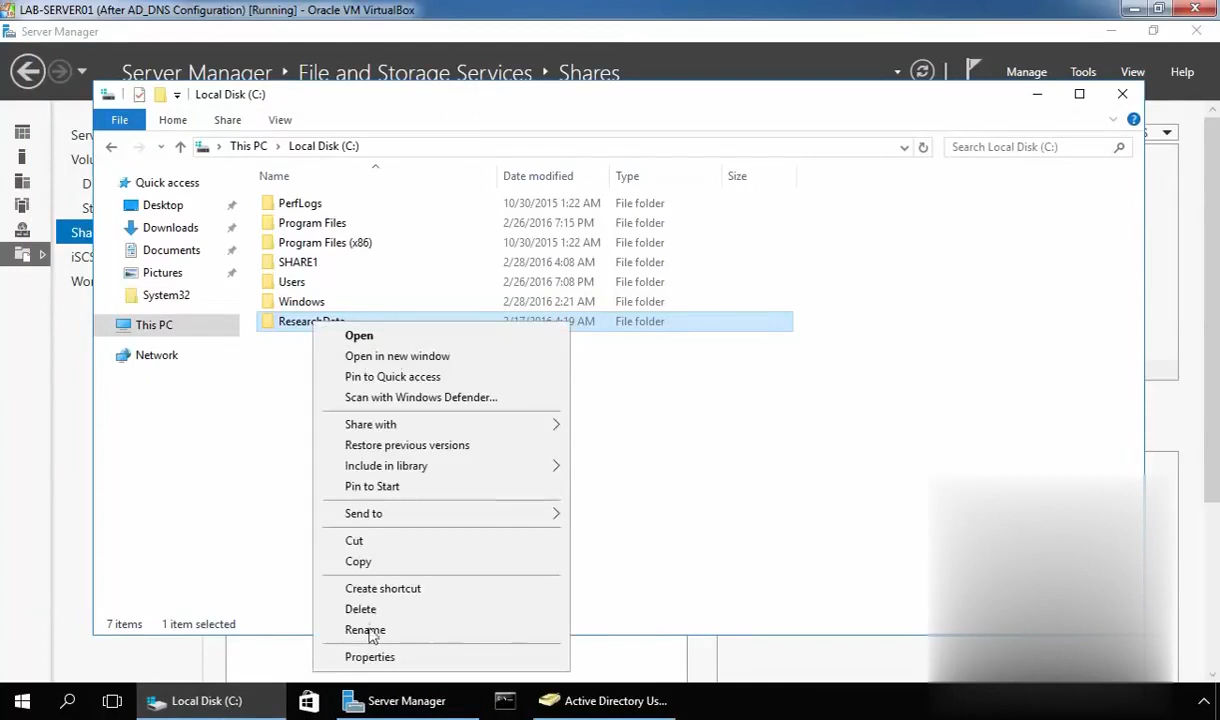 LAB-SERVER01 (After AD_DNS Configuration) [Running] - Oracle VM VirtualBox
Server Manager
Server Manager › File and Storage Services › Shares
Manage Tools View Help
Local Disk (C:)
File Home Share View
This PC › Local Disk (C:)
Search Local Disk (C:)
Name Date modified Type Size
Quick access
Desktop
Downloads
Documents
Pictures
System32
This PC
Network
PerfLogs 10/30/2015 1:22 AM File folder
Program Files 2/26/2016 7:15 PM File folder
Program Files (x86) 10/30/2015 1:22 AM File folder
SHARE1 2/28/2016 4:08 AM File folder
Users 2/26/2016 7:08 PM File folder
Windows 2/28/2016 2:21 AM File folder
ResearchData File folder
Open
Open in new window
Pin to Quick access
Scan with Windows Defender...
Share with
Restore previous versions
Include in library
Pin to Start
Send to
Cut
Copy
Create shortcut
Delete
Rename
Properties
7 items 1 item selected
Local Disk (C:)
Server Manager
Active Directory Us...